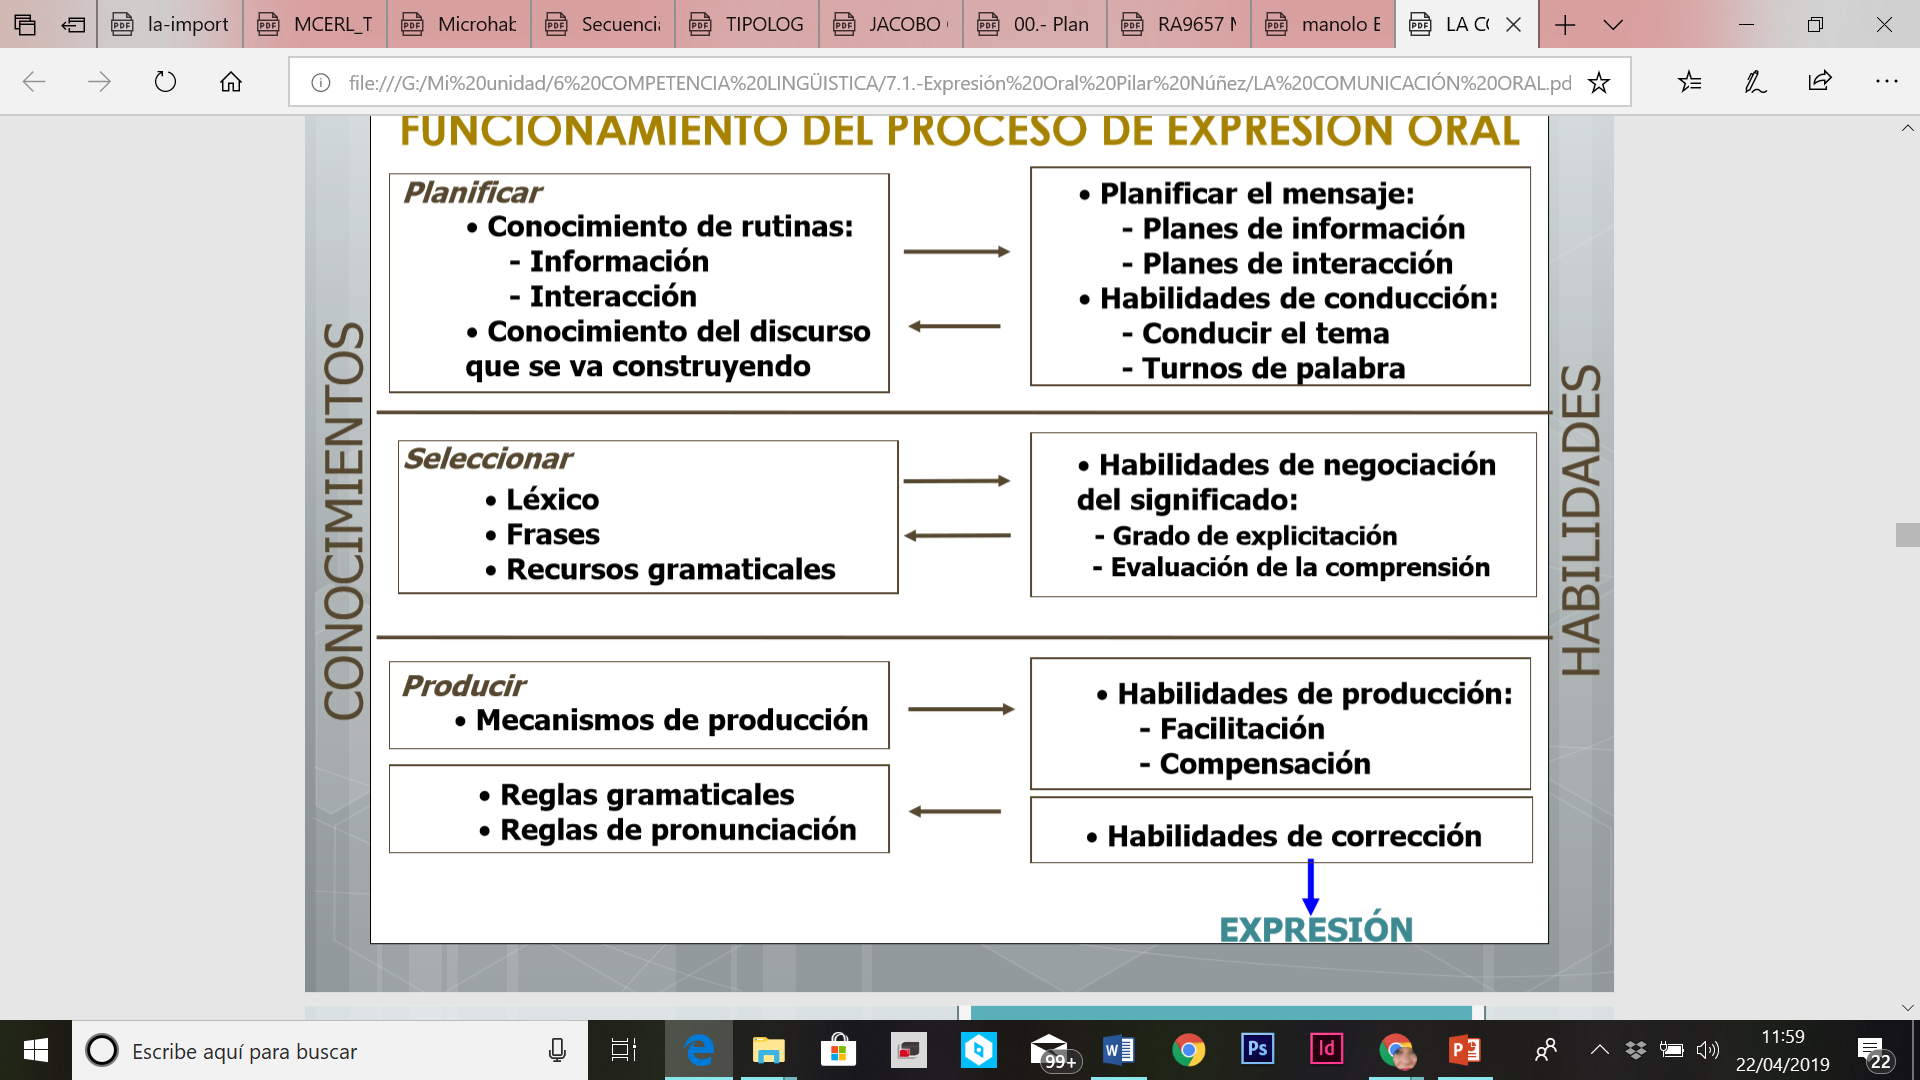 la-import
MCERL_T
Microhab
Secuencia
TIPOLOG
JACOBO
00.- Plan
RA9657 M
manolo E
LA CO
file:///G:/Mi%20unidad/6%20COMPETENCIA%20LINGÜISTICA/7.1.-Expresión%20Oral%20Pilar%20Núñez/LA%20COMUNICACIÓN%20ORAL.pd
FUNCIONAMIENTO DEL PROCESO DE EXPRESIÓN ORAL
CONOCIMIENTOS
Planificar
• Conocimiento de rutinas:
- Información
- Interacción
• Conocimiento del discurso
que se va construyendo
• Planificar el mensaje:
- Planes de información
- Planes de interacción
• Habilidades de conducción:
- Conducir el tema
- Turnos de palabra
HABILIDADES
Seleccionar
• Léxico
• Frases
• Recursos gramaticales
• Habilidades de negociación
del significado:
- Grado de explicitación
- Evaluación de la comprensión
Producir
• Mecanismos de producción
• Habilidades de producción:
- Facilitación
- Compensación
• Reglas gramaticales
• Reglas de pronunciación
• Habilidades de corrección
EXPRESIÓN
Escribe aquí para buscar
99+
Ps
Id
11:59
22/04/2019
22